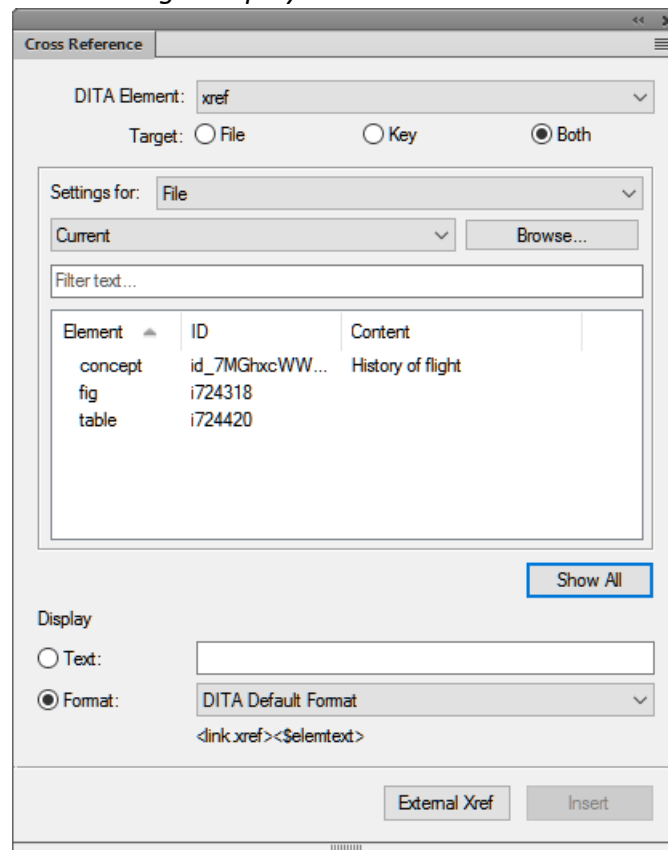 Cross Reference
DITA Element: xref
Target: File Key Both
Settings for: File
Current Browse...
Filter text...
Element ID Content
concept id_7MGhxcWW... History of flight
fig i724318
table i724420
Show All
Display
Text:
Format: DITA Default Format
<link.xref><$elemtext>
External Xref Insert